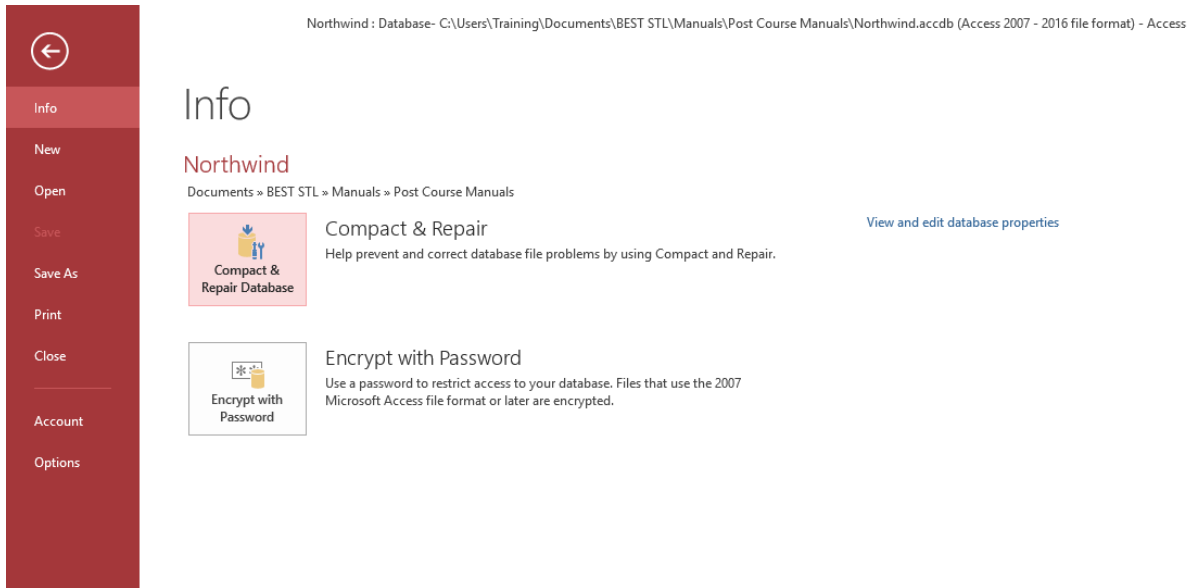 Northwind : Database- C:\Users\Training\Documents\BEST STL\Manuals\Post Course Manuals\Northwind.accdb (Access 2007 - 2016 file format) - Access
Info
New
Open
Save
Save As
Print
Close
Account
Options
Info
Northwind
Documents » BEST STL » Manuals » Post Course Manuals
Compact &
Repair Database
Compact & Repair
Help prevent and correct database file problems by using Compact and Repair.
View and edit database properties
Encrypt with
Password
Encrypt with Password
Use a password to restrict access to your database. Files that use the 2007
Microsoft Access file format or later are encrypted.